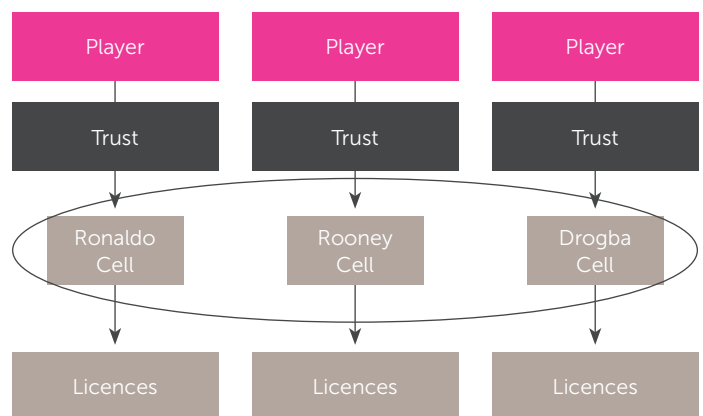 Player
Player
Player
Trust
Trust
Trust
Ronaldo
Cell
Rooney
Cell
Drogba
Cell
Licences
Licences
Licences